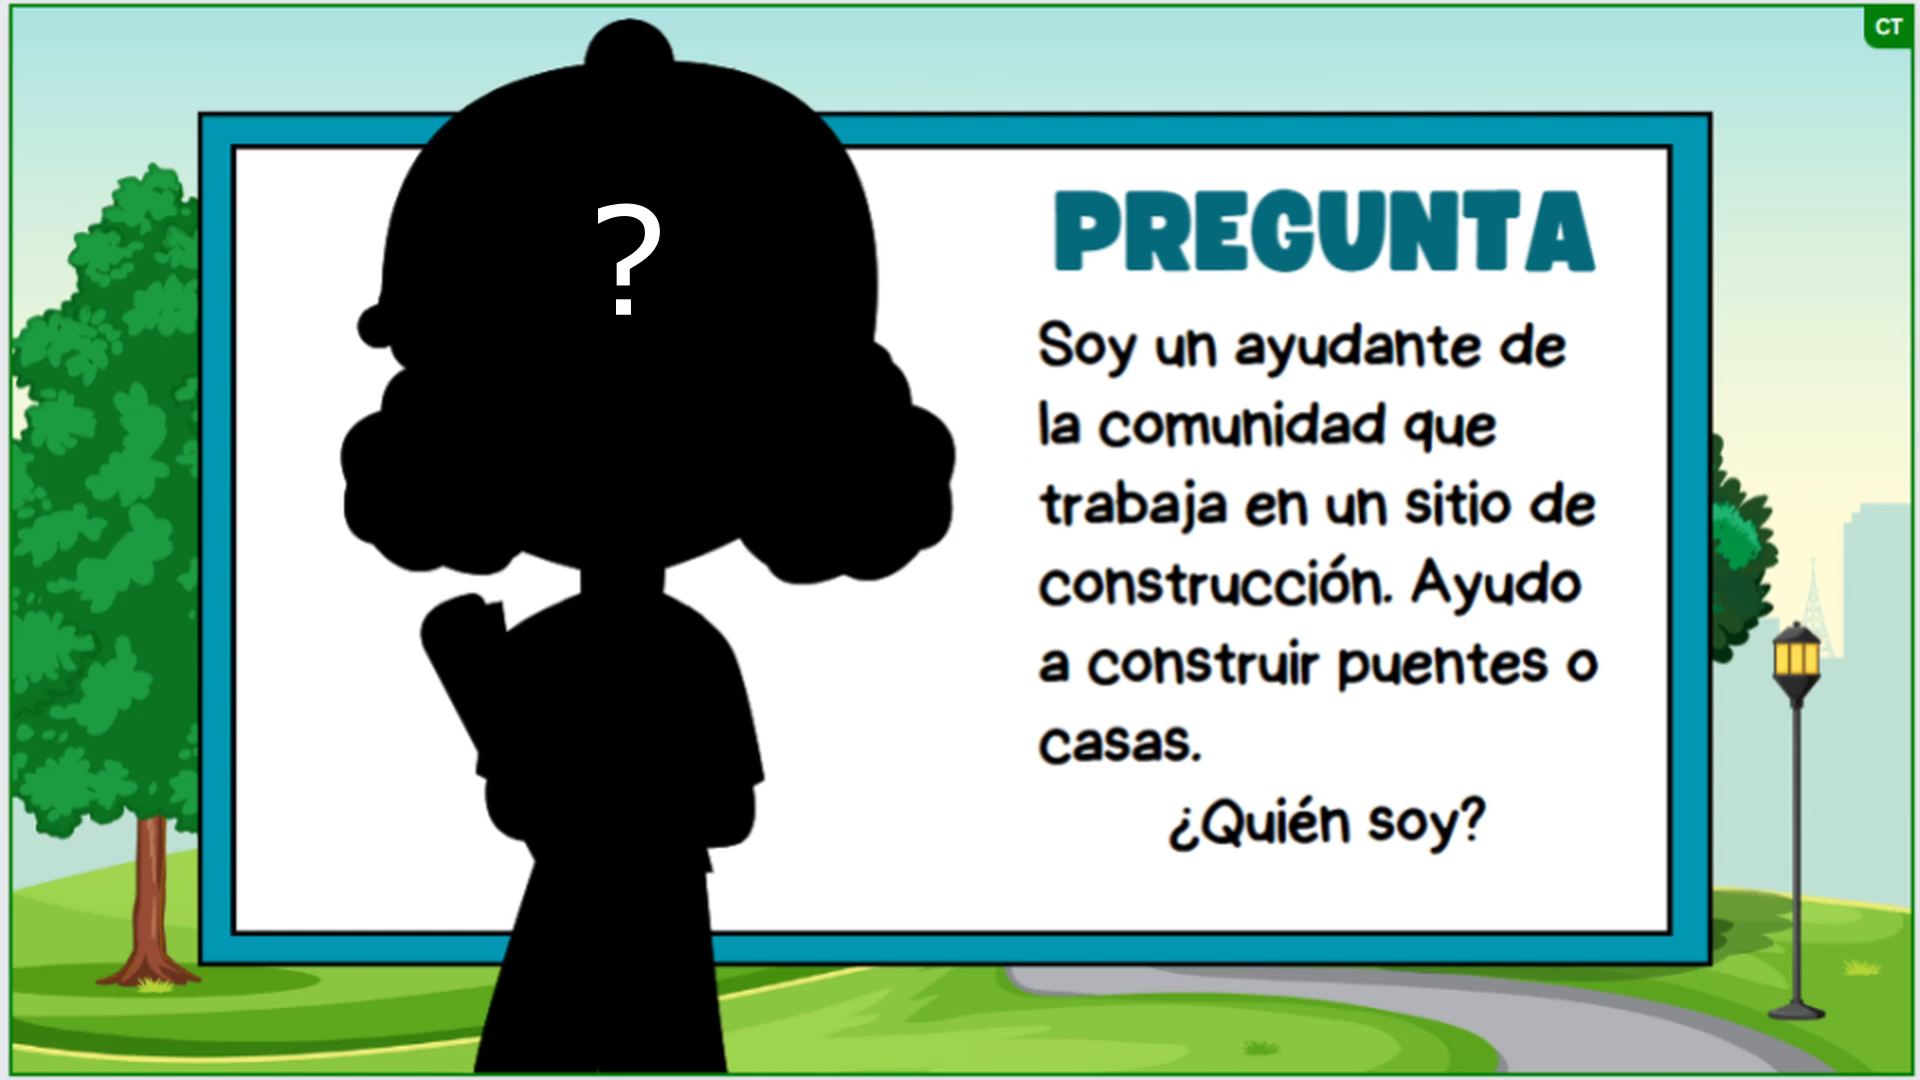 CT
?
PREGUNTA
Soy un ayudante de
la comunidad que
trabaja en un sitio de
construcción. Ayudo
a construir puentes o
casas.
¿Quién soy?